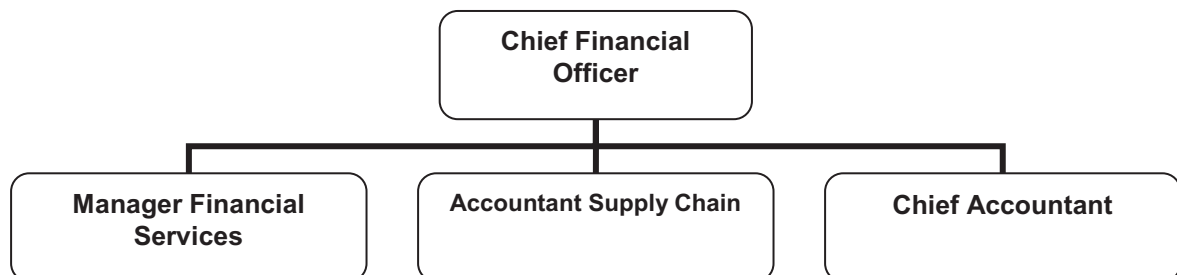 Chief Financial
Officer
Manager Financial
Services
Accountant Supply Chain
Chief Accountant